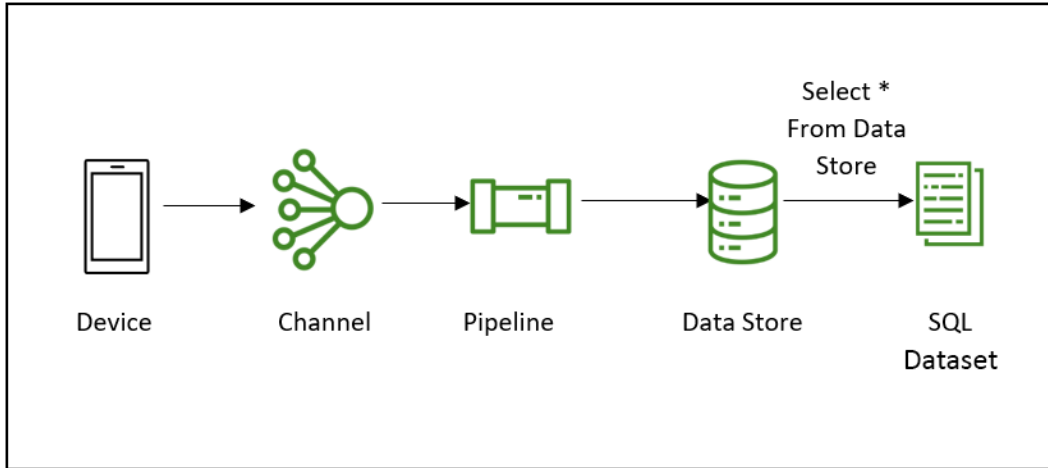 Select *
From Data
Store
Device
Channel
Pipeline
Data Store
SQL
Dataset